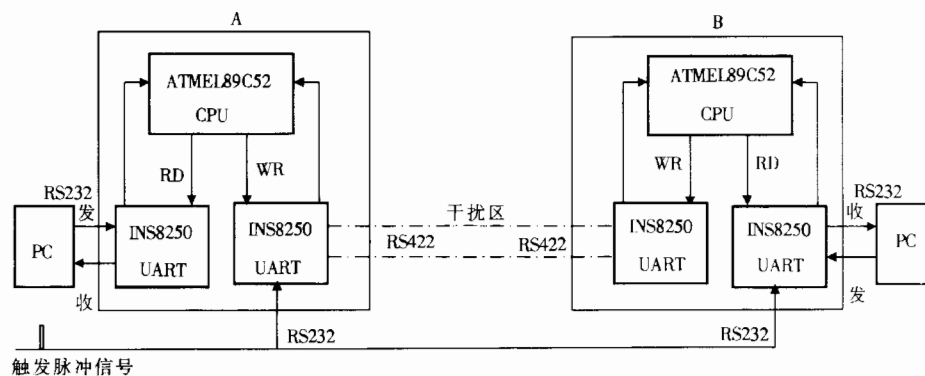 A
B
ATMEL89C52
CPU
ATMEL89C52
CPU
RD
WR
WR
RD
RS232
发
PC
收
INS8250
UART
INS8250
UART
干扰区
RS422
RS422
INS8250
UART
INS8250
UART
RS232
收
PC
发
RS232
RS232
触发脉冲信号